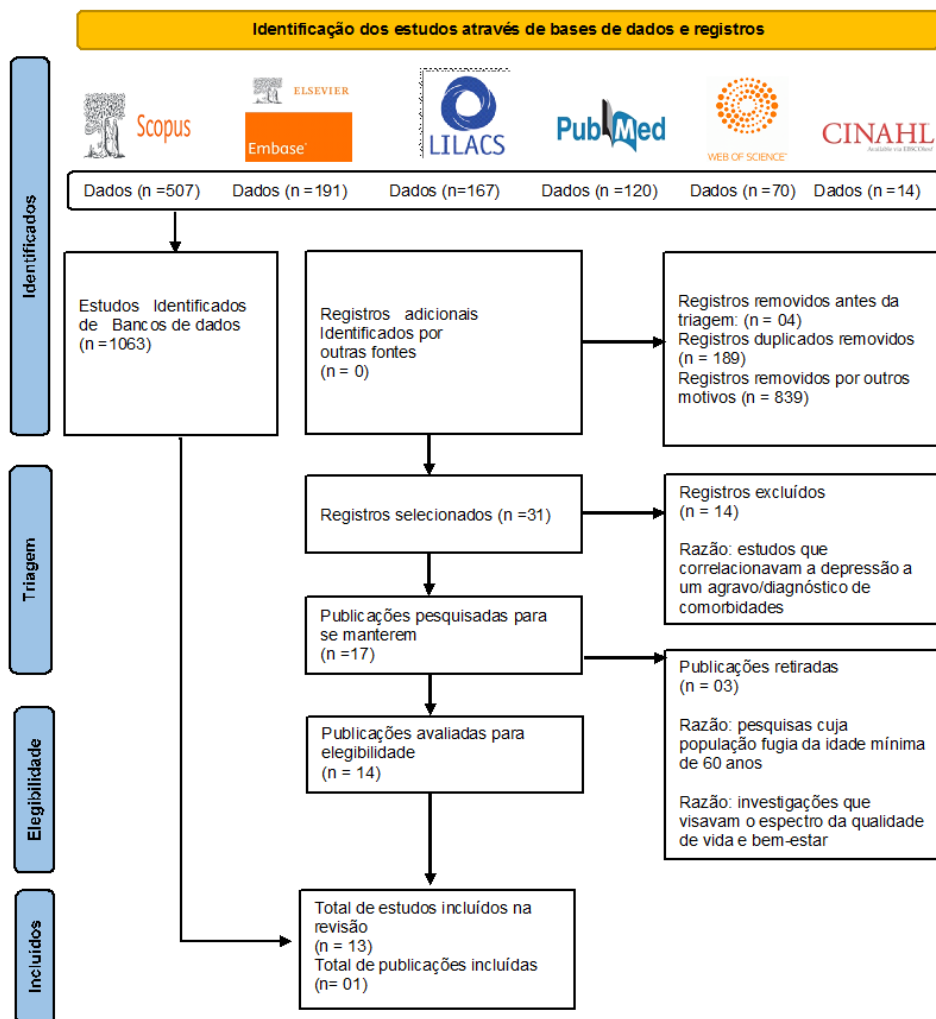 Identificação dos estudos através de bases de dados e registros
Identificados
Scopus
ELSEVIER
Embase®
LILACS
PubMed
WEB OF SCIENCE™
CINAHL
Available via EBSCOhost
Dados (n =507)
Dados (n =191)
Dados (n=167)
Dados (n =120)
Dados (n =70)
Dados (n =14)
Estudos Identificados
de Bancos de dados
(n =1063)
Registros adicionais
Identificados por
outras fontes
(n = 0)
Registros removidos antes da
triagem: (n = 04)
Registros duplicados removidos
(n = 189)
Registros removidos por outros
motivos (n = 839)
Triagem
Registros selecionados (n =31)
Registros excluídos
(n = 14)
Razão: estudos que
correlacionavam a depressão a
um agravo/diagnóstico de
comorbidades
Publicações pesquisadas para
se manterem
(n =17)
Publicações retiradas
(n = 03)
Razão: pesquisas cuja
população fugia da idade mínima
de 60 anos
Razão: investigações que
visavam o espectro da qualidade
de vida e bem-estar
Elegibilidade
Publicações avaliadas para
elegibilidade
(n = 14)
Incluídos
Total de estudos incluídos na
revisão
(n = 13)
Total de publicações incluídas
(n= 01)